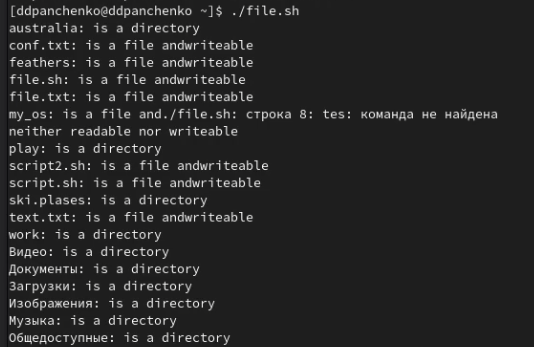 [ddpanchenko@ddpanchenko ~]$ ./file.sh
australia: is a directory
conf.txt: is a file andwriteable
feathers: is a file andwriteable
file.sh: is a file andwriteable
file.txt: is a file andwriteable
my_os: is a file and./file.sh: строка 8: tes: команда не найдена
neither readable nor writeable
play: is a directory
script2.sh: is a file andwriteable
script.sh: is a file andwriteable
ski.plases: is a directory
text.txt: is a file andwriteable
work: is a directory
Видео: is a directory
Документы: is a directory
Загрузки: is a directory
Изображения: is a directory
Музыка: is a directory
Общедоступные: is a directory